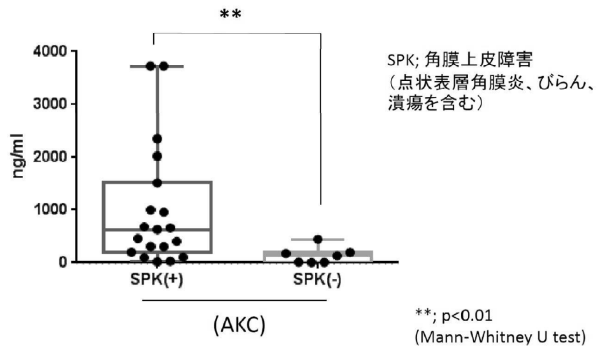 **
4000
3000
2000
1000
0
ng/ml
SPK(+) SPK(-)
(AKC)
SPK; 角膜上皮障害
（点状表層角膜炎、びらん、
潰瘍を含む）
**; p<0.01
(Mann-Whitney U test)